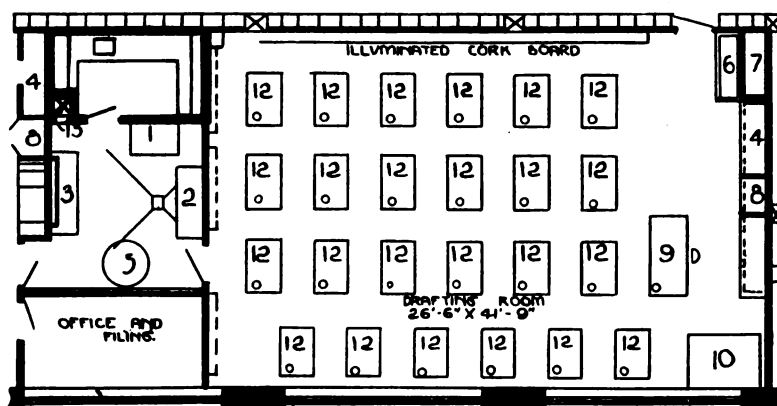 ILLUMINATED CORK BOARD
4 6 7
12 12 12 12 12 12
13 1 4
8
12 12 12 12 12 12
3 2 8
12 12 12 12 12 12 9
5
DRAFTING ROOM
26'-6" X 41'-9"
OFFICE AND
FILING.
12 12 12 12 12 12
10